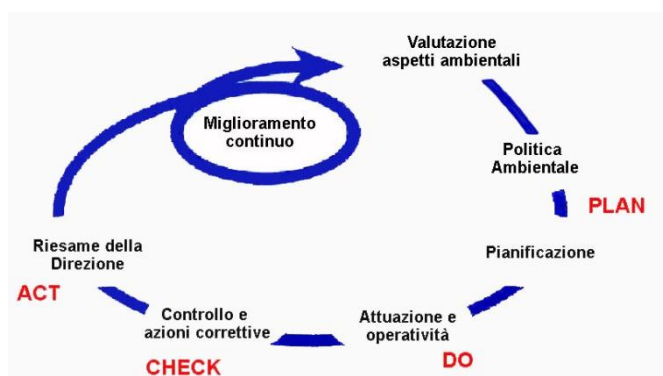 Valutazione
aspetti ambientali
Miglioramento
continuo
Politica
Ambientale
PLAN
Pianificazione
Riesame della
Direzione
ACT
Controllo e
azioni correttive
CHECK
Attuazione e
operatività
DO